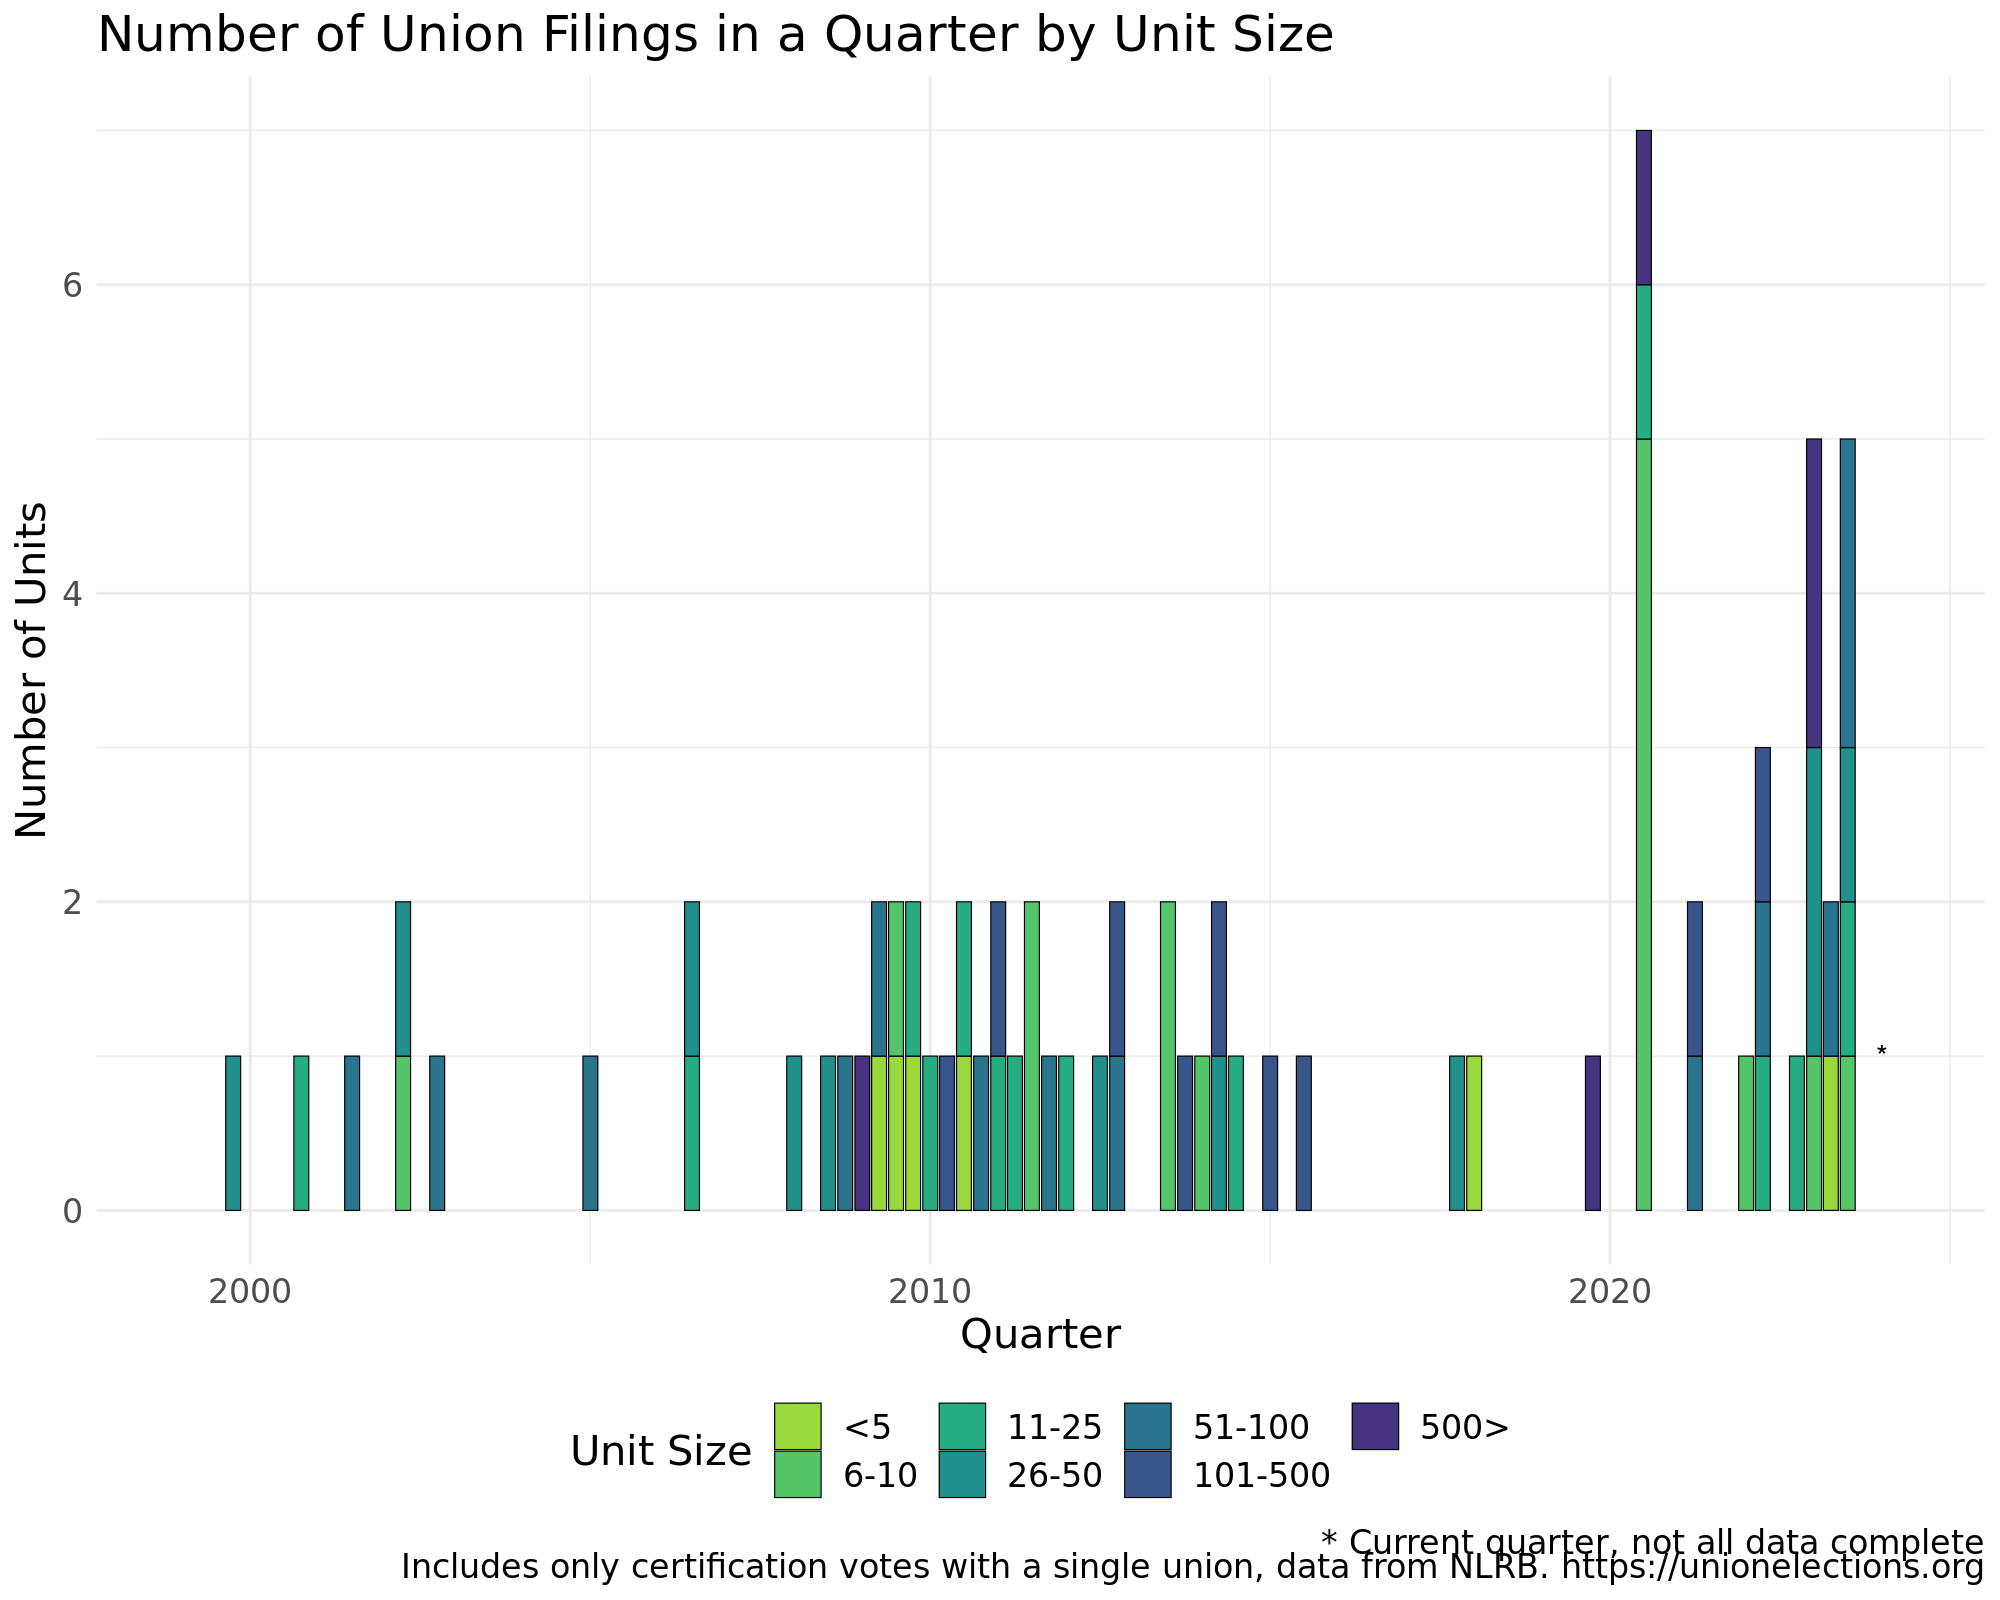 Number of Union Filings in a Quarter by Unit Size
Number of Units
6
4
2
0
*
2000 2010 2020
Quarter
Unit Size
<5 11-25 51-100 500>
6-10 26-50 101-500
* Current quarter, not all data complete
Includes only certification votes with a single union, data from NLRB. https://unionelections.org